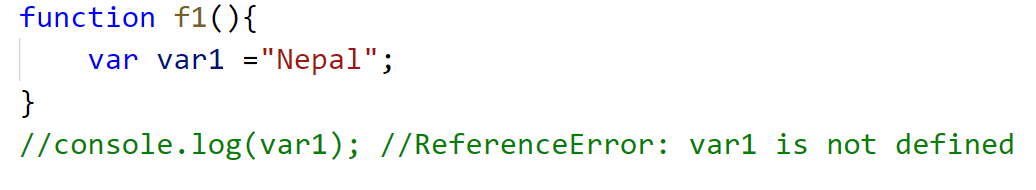 function f1(){
    var var1 ="Nepal";
}
//console.log(var1); //ReferenceError: var1 is not defined